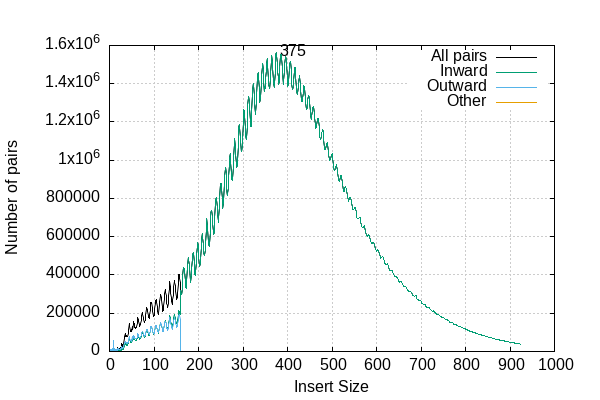 1.6x10^6
1.4x10^6
1.2x10^6
1x10^6
800000
600000
400000
200000
0
Number of pairs
375
All pairs
Inward
Outward
Other
0 100 200 300 400 500 600 700 800 900 1000
Insert Size